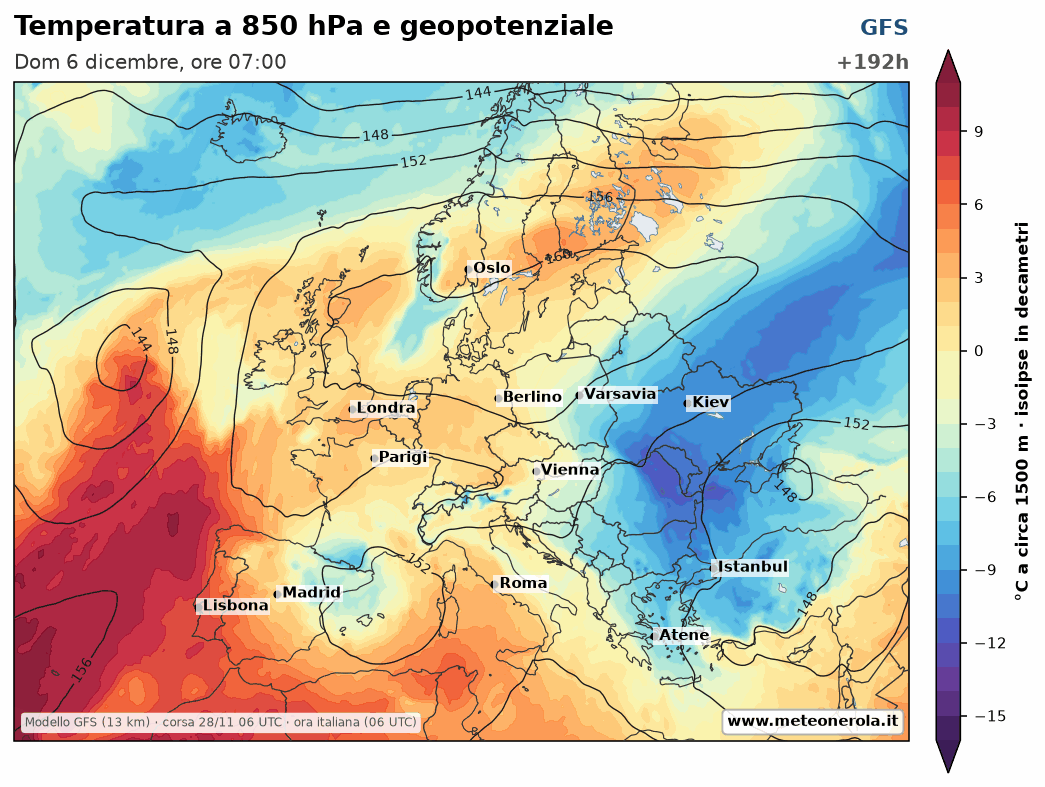 Temperatura a 850 hPa e geopotenziale
GFS
Dom 6 dicembre, ore 07:00
+192h
144
148
152
156
160
Oslo
144
148
Berlino
Varsavia
Kiev
Londra
152
Parigi
Vienna
148
Istanbul
Madrid
Roma
Lisbona
148
Atene
156
Modello GFS (13 km) · corsa 28/11 06 UTC · ora italiana (06 UTC)
www.meteonerola.it
9
6
3
0
−3
−6
−9
−12
−15
°C a circa 1500 m · isoipse in decametri